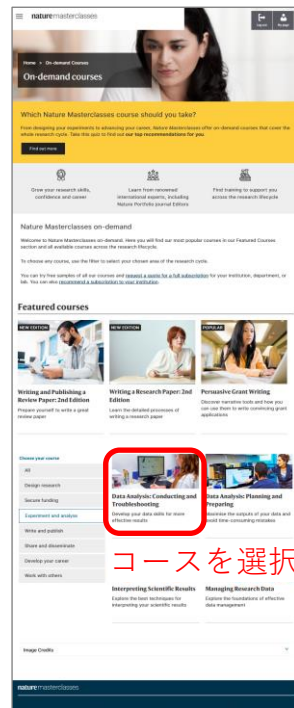 nature masterclasses
Home > On-demand Courses
On-demand courses
Which Nature Masterclasses course should you take?
From designing your experiments to advancing your career, Nature Masterclasses offer on-demand courses that cover the
whole research cycle. Take this quiz to find out our top recommendations for you.
Find out more
Grow your research skills,
confidence and career
Learn from renowned
international experts, including
Nature Portfolio journal Editors
Find training to support you
across the research lifecycle
Nature Masterclasses on-demand
Welcome to Nature Masterclasses on-demand. Here you will find our most popular courses in our Featured Courses
section and all available courses across the research lifecycle.
To choose any course, use the filter to select your chosen area of the research cycle.
You can try free samples of all our courses and request a quote for a full subscription for your institution, department, or
lab. You can also recommend a subscription to your institution.
Featured courses
NEW EDITION
Writing and Publishing a
Review Paper: 2nd Edition
Prepare yourself to write a great
review paper
NEW EDITION
Writing a Research Paper: 2nd
Edition
Learn the detailed processes of
writing a research paper
POPULAR
Persuasive Grant Writing
Discover narrative tools and how you
can use them to write convincing grant
applications
Choose your course
All
Design research
Secure funding
Experiment and analyse
Write and publish
Share and disseminate
Develop your career
Work with others
Data Analysis: Conducting and
Troubleshooting
Develop your data skills for more
effective results
Data Analysis: Planning and
Preparing
Maximise the outputs of your data and
avoid time-consuming mistakes
コースを選択
Interpreting Scientific Results
Explore the best techniques for
interpreting your scientific results
Managing Research Data
Explore the foundations of effective
data management
Image Credits
nature masterclasses